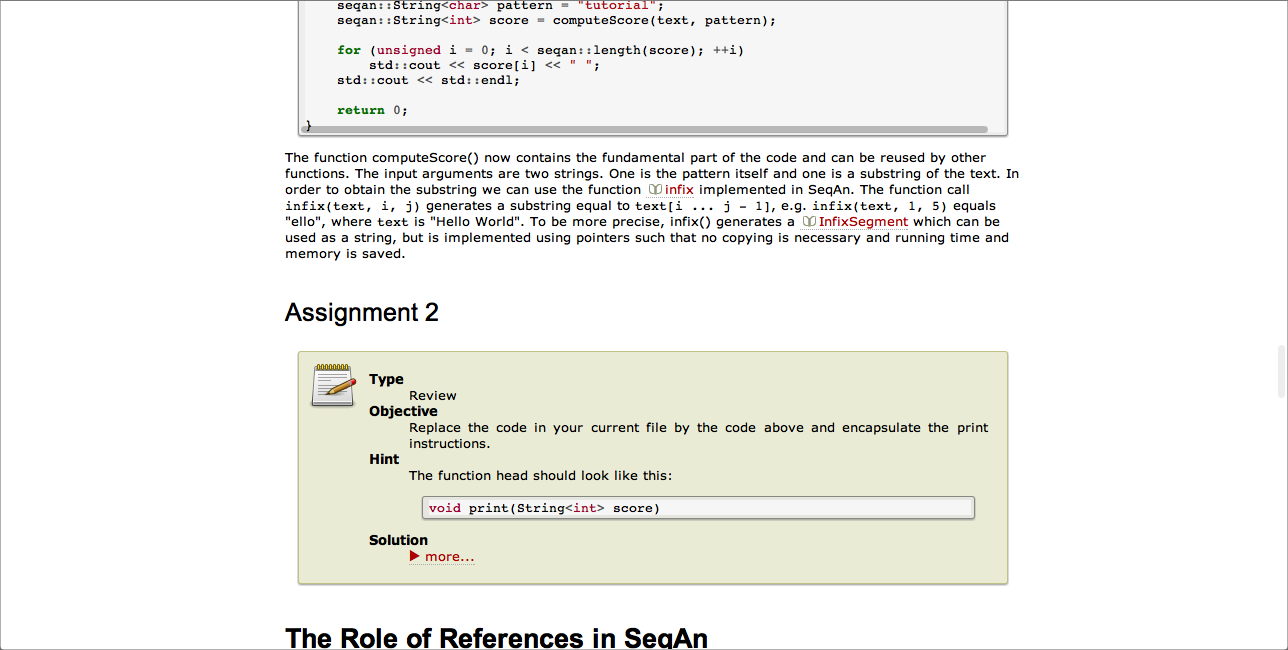 seqan::String<char> pattern = "tutorial";
seqan::String<int> score = computeScore(text, pattern);
for (unsigned i = 0; i < seqan::length(score); ++i)
std::cout << score[i] << " ";
std::cout << std::endl;
return 0;
}
The function computeScore() now contains the fundamental part of the code and can be reused by other
functions. The input arguments are two strings. One is the pattern itself and one is a substring of the text. In
order to obtain the substring we can use the function infix implemented in SeqAn. The function call
infix(text, i, j) generates a substring equal to text[i ... j - 1], e.g. infix(text, 1, 5) equals
"ello", where text is "Hello World". To be more precise, infix() generates a InfixSegment which can be
used as a string, but is implemented using pointers such that no copying is necessary and running time and
memory is saved.
Assignment 2
Type
Review
Objective
Replace the code in your current file by the code above and encapsulate the print
instructions.
Hint
The function head should look like this:
void print(String<int> score)
Solution
more...
The Role of References in SeqAn